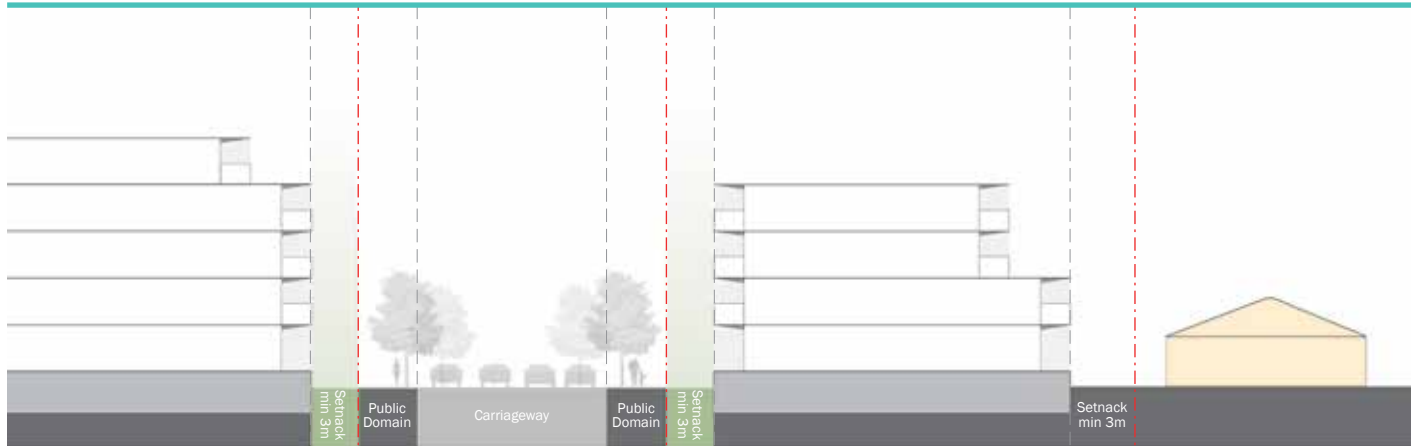 Setnack
min 3m
Public
Domain
Carriageway
Public
Domain
Setnack
min 3m
Setnack
min 3m